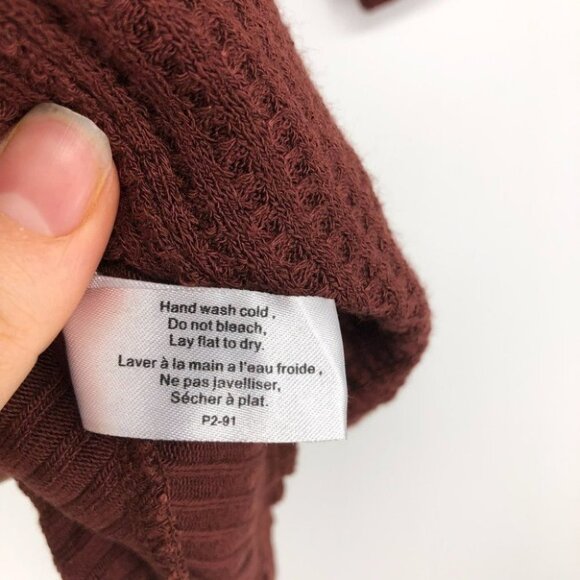 Hand wash cold ,
Do not bleach,
Lay flat to dry.
Laver à la main a l'eau froide ,
Ne pas javelliser,
Sécher à plat.
P2-91